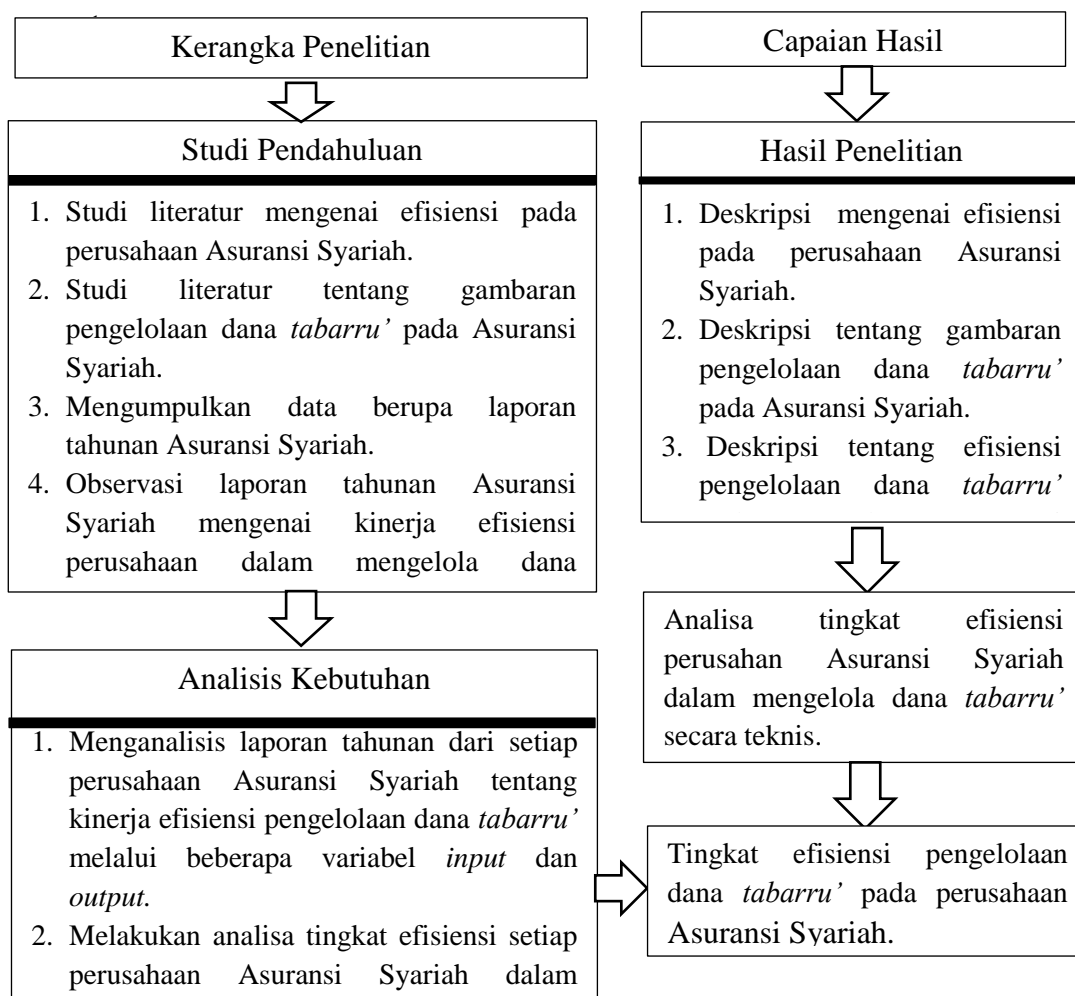 Kerangka Penelitian
Studi Pendahuluan
1. Studi literatur mengenai efisiensi pada
perusahaan Asuransi Syariah.
2. Studi literatur tentang gambaran
pengelolaan dana tabarru’ pada Asuransi
Syariah.
3. Mengumpulkan data berupa laporan
tahunan Asuransi Syariah.
4. Observasi laporan tahunan Asuransi
Syariah mengenai kinerja efisiensi
perusahaan dalam mengelola dana
Analisis Kebutuhan
1. Menganalisis laporan tahunan dari setiap
perusahaan Asuransi Syariah tentang
kinerja efisiensi pengelolaan dana tabarru’
melalui beberapa variabel input dan
output.
2. Melakukan analisa tingkat efisiensi setiap
perusahaan Asuransi Syariah dalam
Capaian Hasil
Hasil Penelitian
1. Deskripsi mengenai efisiensi
pada perusahaan Asuransi
Syariah.
2. Deskripsi tentang gambaran
pengelolaan dana tabarru’
pada Asuransi Syariah.
3. Deskripsi tentang efisiensi
pengelolaan dana tabarru’
Analisa tingkat efisiensi
perusahan Asuransi Syariah
dalam mengelola dana tabarru’
secara teknis.
Tingkat efisiensi pengelolaan
dana tabarru’ pada perusahaan
Asuransi Syariah.